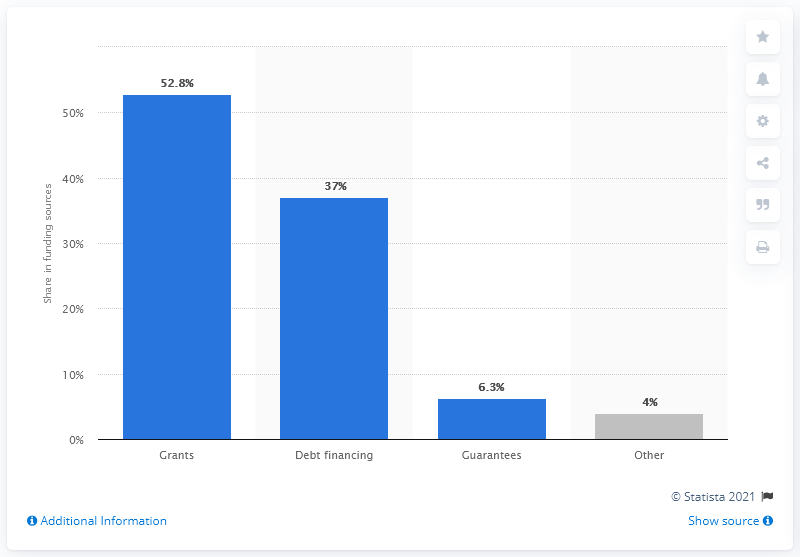 Share in funding sources
50%
40%
30%
20%
10%
0%
52.8%
37%
6.3%
4%
Grants
Debt financing
Guarantees
Other
© Statista 2021
Additional Information
Show source